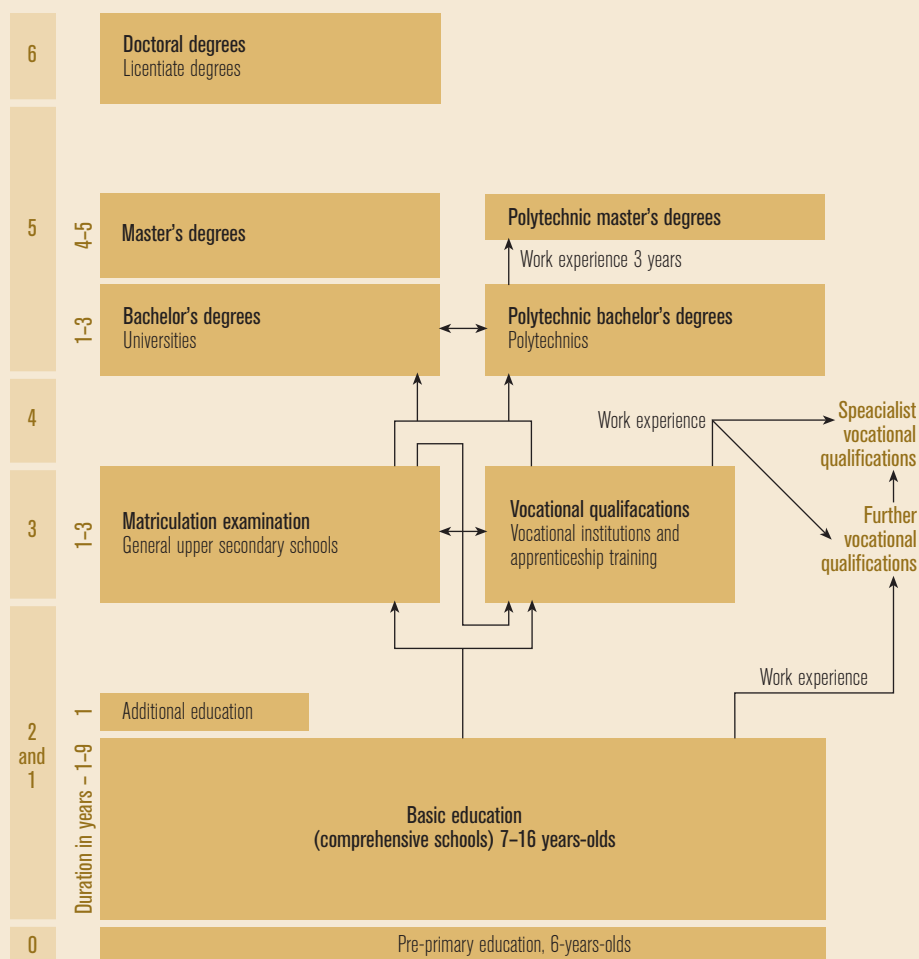 6
Doctoral degrees
Licentiate degrees
5
4–5
Master's degrees
Polytechnic master's degrees
Work experience 3 years
1–3
Bachelor's degrees
Universities
Polytechnic bachelor's degrees
Polytechnics
4
Work experience
Speacialist
vocational
qualifications
3
1–3
Matriculation examination
General upper secondary schools
Vocational qualifacations
Vocational institutions and
apprenticeship training
Further
vocational
qualifications
Work experience
2
and
1
1
Additional education
Duration in years – 1–9
Basic education
(comprehensive schools) 7–16 years-olds
0
Pre-primary education, 6-years-olds